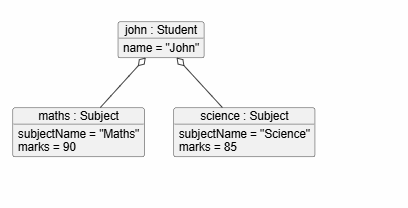 john : Student
name = "John"
maths : Subject
subjectName = "Maths"
marks = 90
science : Subject
subjectName = "Science"
marks = 85